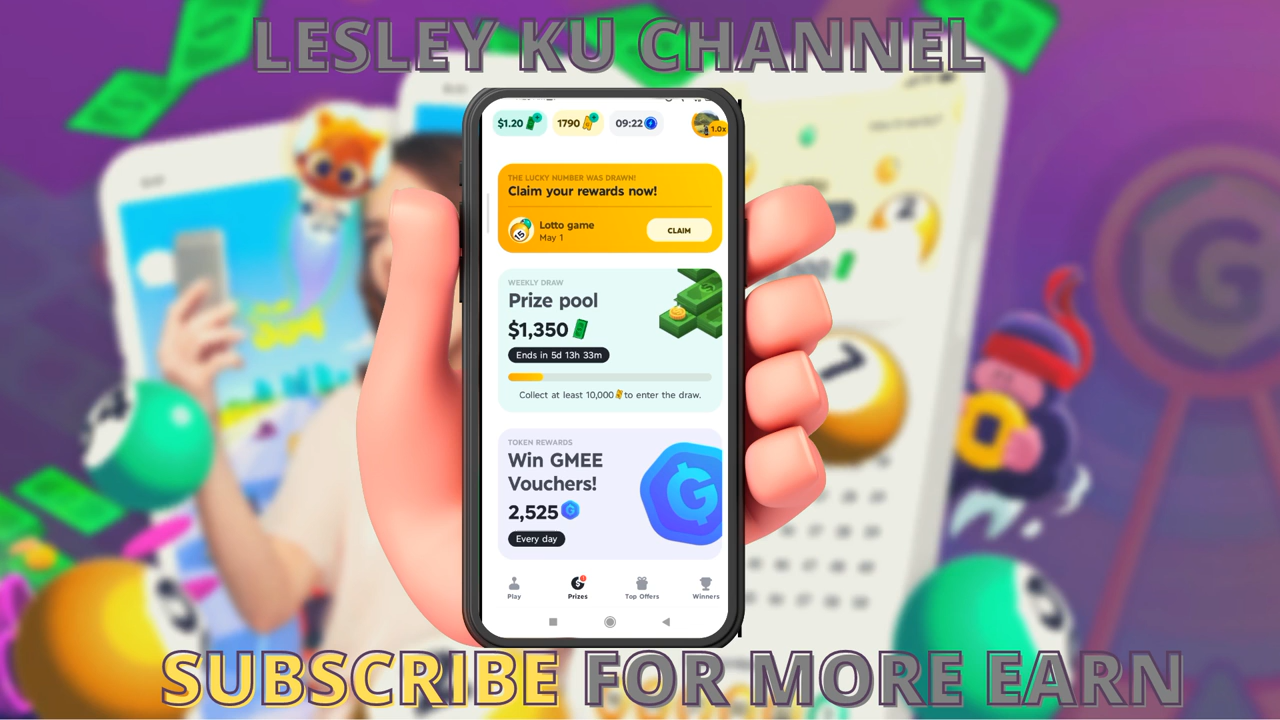 LESLEY KU CHANNEL
$1.20 1790 09:22 1.0x
THE LUCKY NUMBER WAS DRAWN!
Claim your rewards now!
Lotto game
May 1
CLAIM
WEEKLY DRAW
Prize pool
$1,350
Ends in 5d 13h 33m
Collect at least 10,000 to enter the draw.
TOKEN REWARDS
Win GMEE
Vouchers!
2,525
Every day
Play Prizes Top Offers Winners
SUBSCRIBE FOR MORE EARN